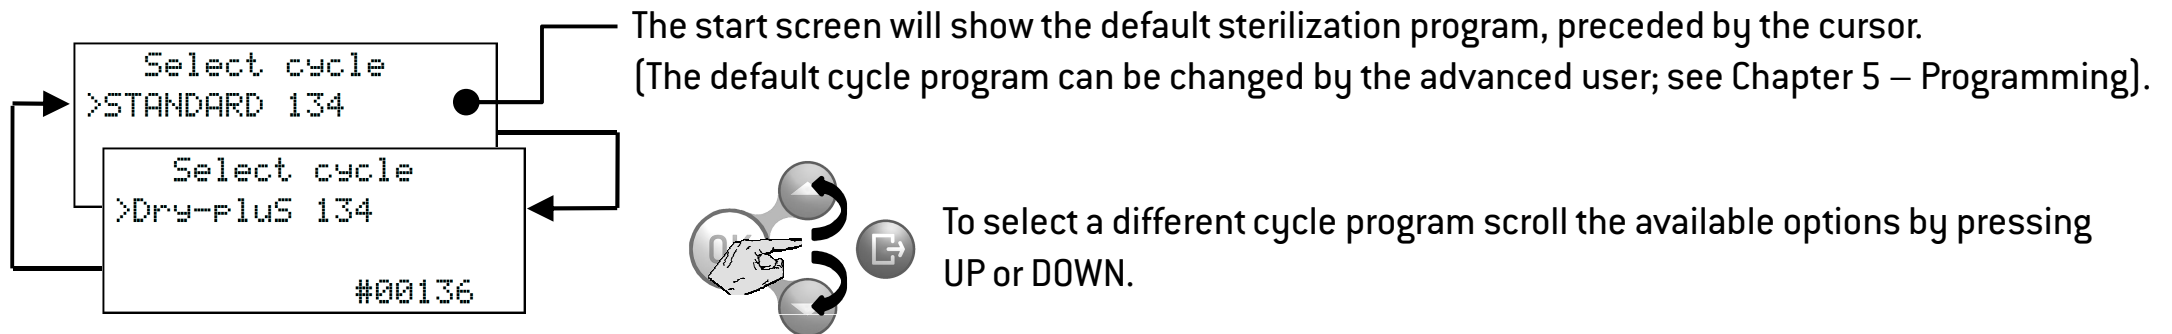 Select cycle
>STANDARD 134
Select cycle
>Dry-pluS 134
#00136
The start screen will show the default sterilization program, preceded by the cursor.
(The default cycle program can be changed by the advanced user; see Chapter 5 – Programming).
OK
To select a different cycle program scroll the available options by pressing
UP or DOWN.